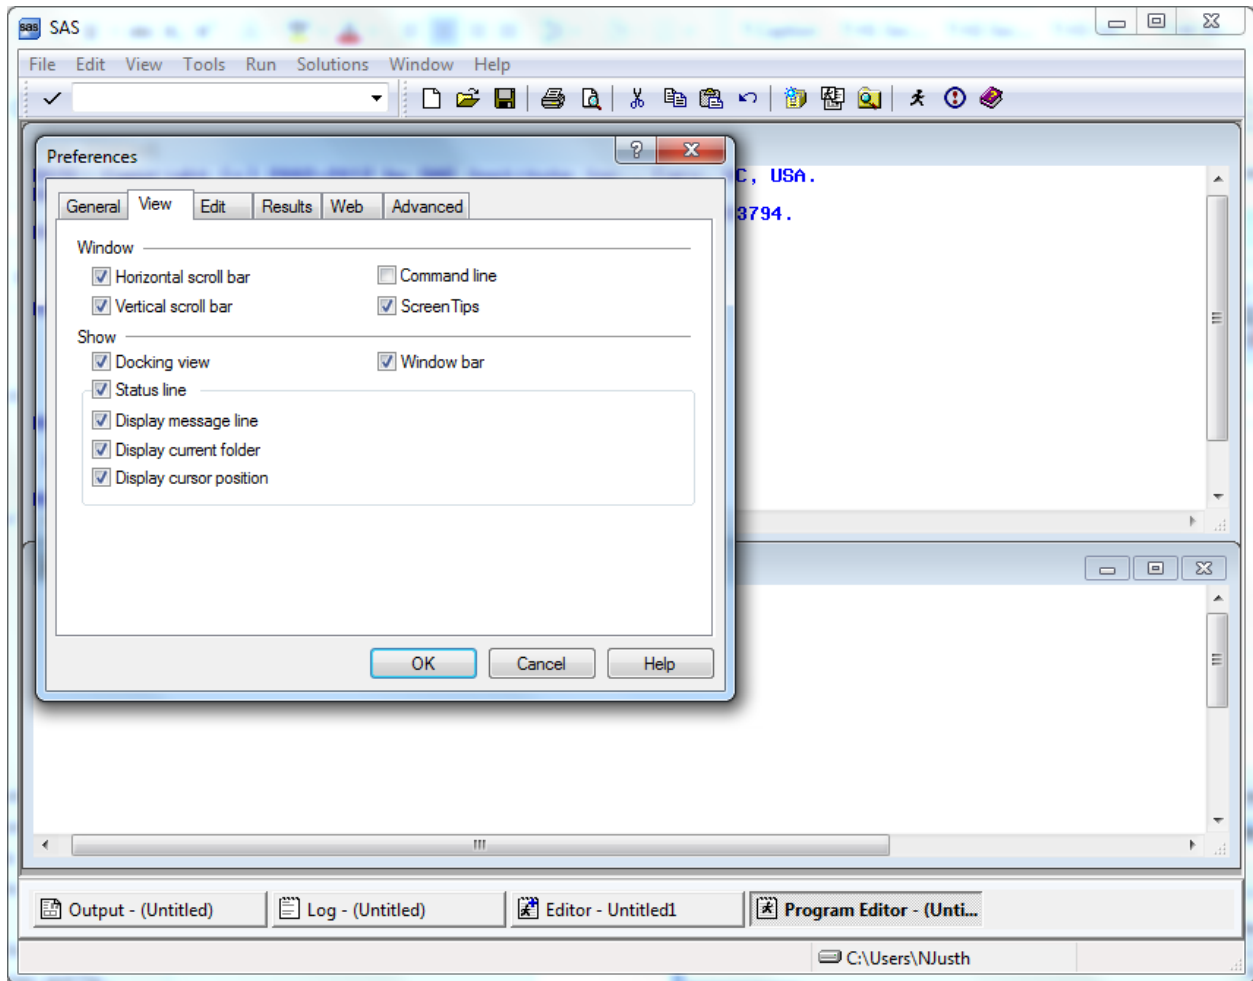 sas SAS
File Edit View Tools Run Solutions Window Help
Preferences
C, USA.
3794.
General View Edit Results Web Advanced
Window
Horizontal scroll bar Command line
Vertical scroll bar ScreenTips
Show
Docking view Window bar
Status line
Display message line
Display current folder
Display cursor position
OK Cancel Help
Output - (Untitled) Log - (Untitled) Editor - Untitled1 Program Editor - (Unti...
C:\Users\NJusth